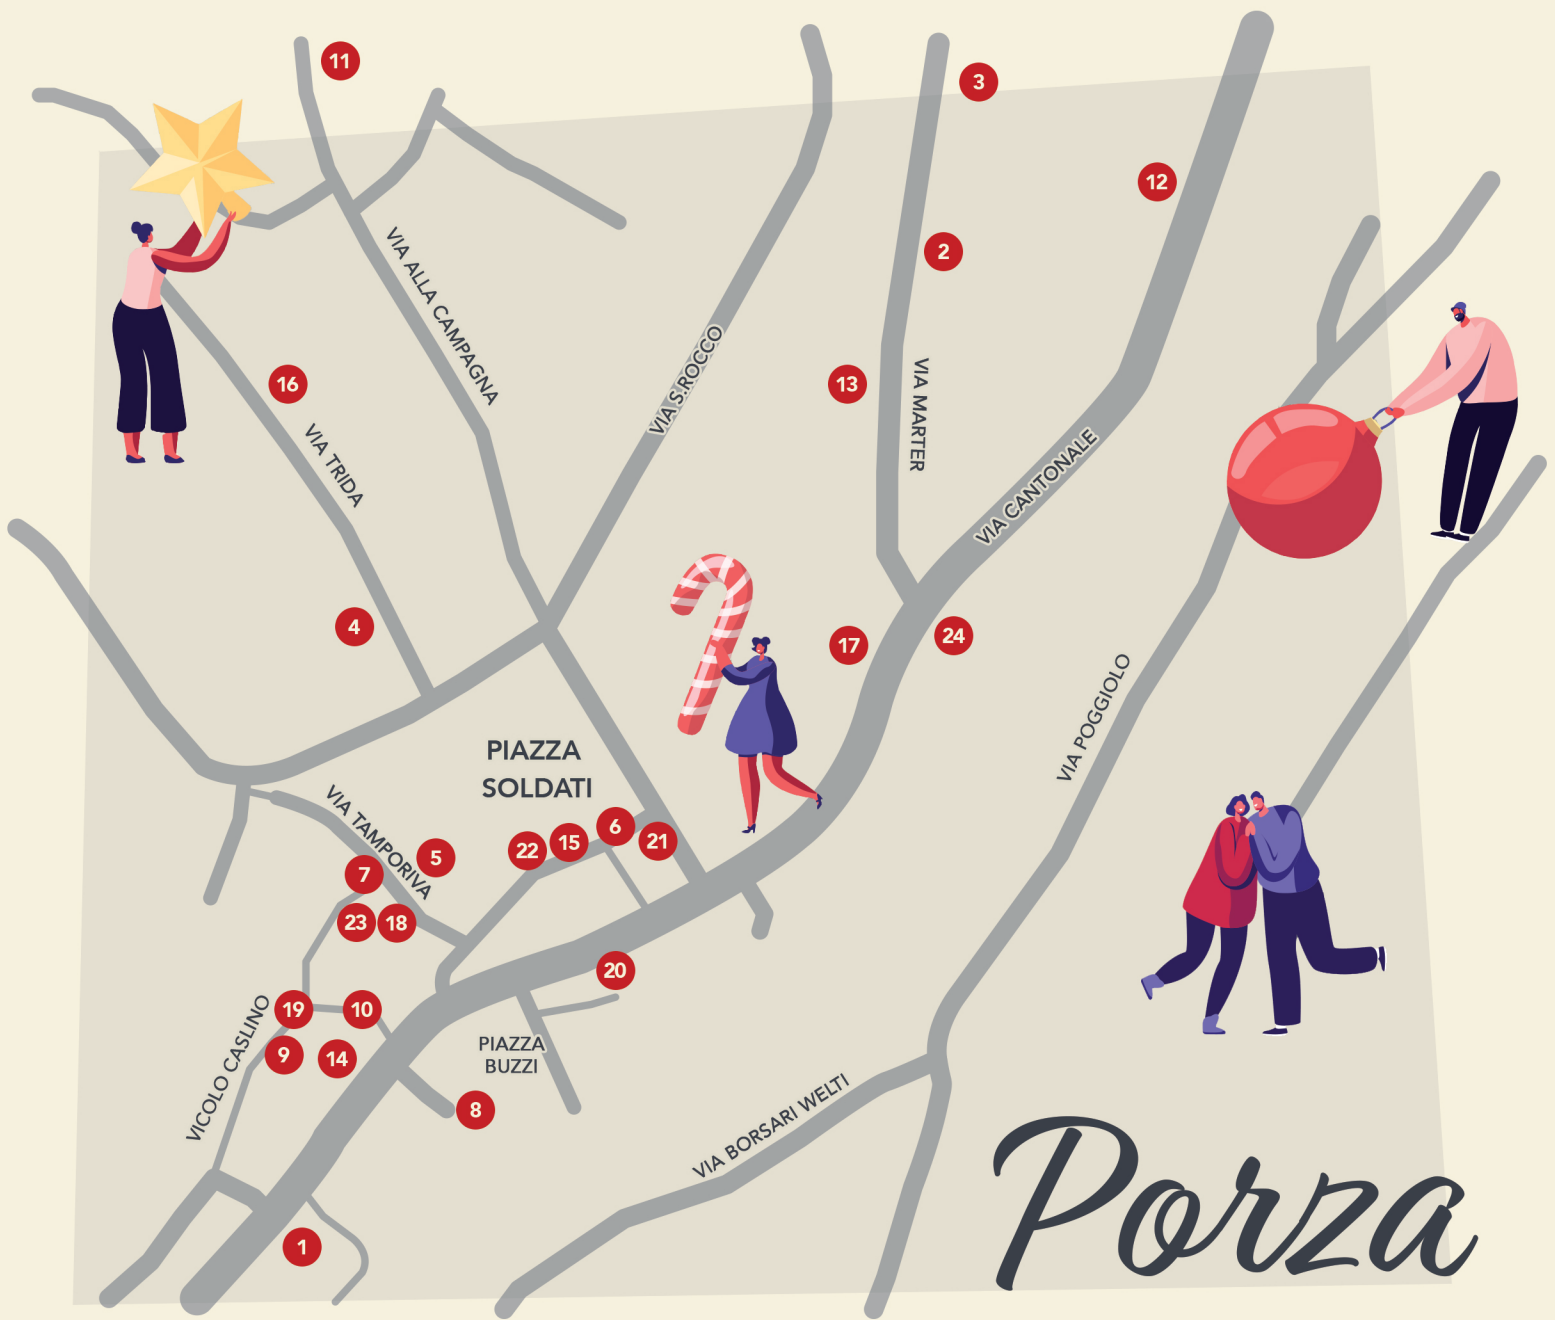 11
3
12
2
VIA ALLA CAMPAGNA
VIA S.ROCCO
16
13
VIA MARTER
VIA TRIDA
VIA CANTONALE
4
17
24
VIA POGGIOLO
PIAZZA
SOLDATI
VIA TAMPORIVA
5
22
15
6
21
7
23
18
20
19
10
VICOLO CASLINO
9
14
PIAZZA
BUZZI
8
VIA BORSARI WELTI
1
Porza